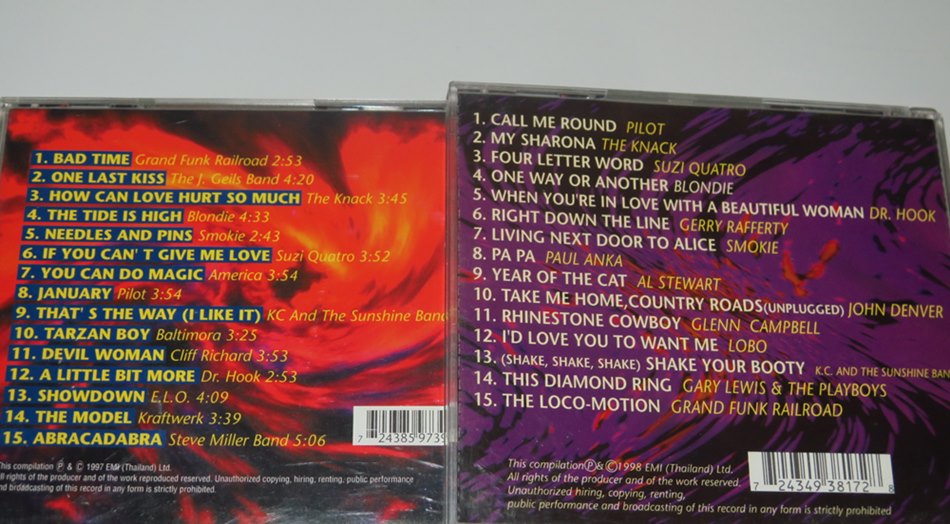 1. BAD TIME Grand Funk Railroad 2:53
2. ONE LAST KISS The J. Geils Band 4:20
3. HOW CAN LOVE HURT SO MUCH The Knack 3:45
4. THE TIDE IS HIGH Blondie 4:33
5. NEEDLES AND PINS Smokie 2:43
6. IF YOU CAN' T GIVE ME LOVE Suzi Quatro 3:52
7. YOU CAN DO MAGIC America 3:54
8. JANUARY Pilot 3:54
9. THAT' S THE WAY (I LIKE IT) KC And The Sunshine Band
10. TARZAN BOY Baltimora 3:25
11. DEVIL WOMAN Cliff Richard 3:53
12. A LITTLE BIT MORE Dr. Hook 2:53
13. SHOWDOWN E.L.O. 4:09
14. THE MODEL Kraftwerk 3:39
15. ABRACADABRA Steve Miller Band 5:06
7 24385 9739
This compilation ℗ & © 1997 EMI (Thailand) Ltd.
All rights of the producer and of the work reproduced reserved. Unauthorized copying, hiring, renting, public performance
and broadcasting of this record in any form is strictly prohibited.
1. CALL ME ROUND PILOT
2. MY SHARONA THE KNACK
3. FOUR LETTER WORD SUZI QUATRO
4. ONE WAY OR ANOTHER BLONDIE
5. WHEN YOU'RE IN LOVE WITH A BEAUTIFUL WOMAN DR. HOOK
6. RIGHT DOWN THE LINE GERRY RAFFERTY
7. LIVING NEXT DOOR TO ALICE SMOKIE
8. PA PA PAUL ANKA
9. YEAR OF THE CAT AL STEWART
10. TAKE ME HOME,COUNTRY ROADS(UNPLUGGED) JOHN DENVER
11. RHINESTONE COWBOY GLENN CAMPBELL
12. I'D LOVE YOU TO WANT ME LOBO
13. (SHAKE, SHAKE, SHAKE) SHAKE YOUR BOOTY K.C. AND THE SUNSHINE BAN
14. THIS DIAMOND RING GARY LEWIS & THE PLAYBOYS
15. THE LOCO-MOTION GRAND FUNK RAILROAD
This compilation℗&©1998 EMI (Thailand) Ltd.
All rights of the producer and of the work reserved.
Unauthorized hiring, copying, renting,
public performance and broadcasting of this record in any form is strictly prohibited
7 24349 38172 8